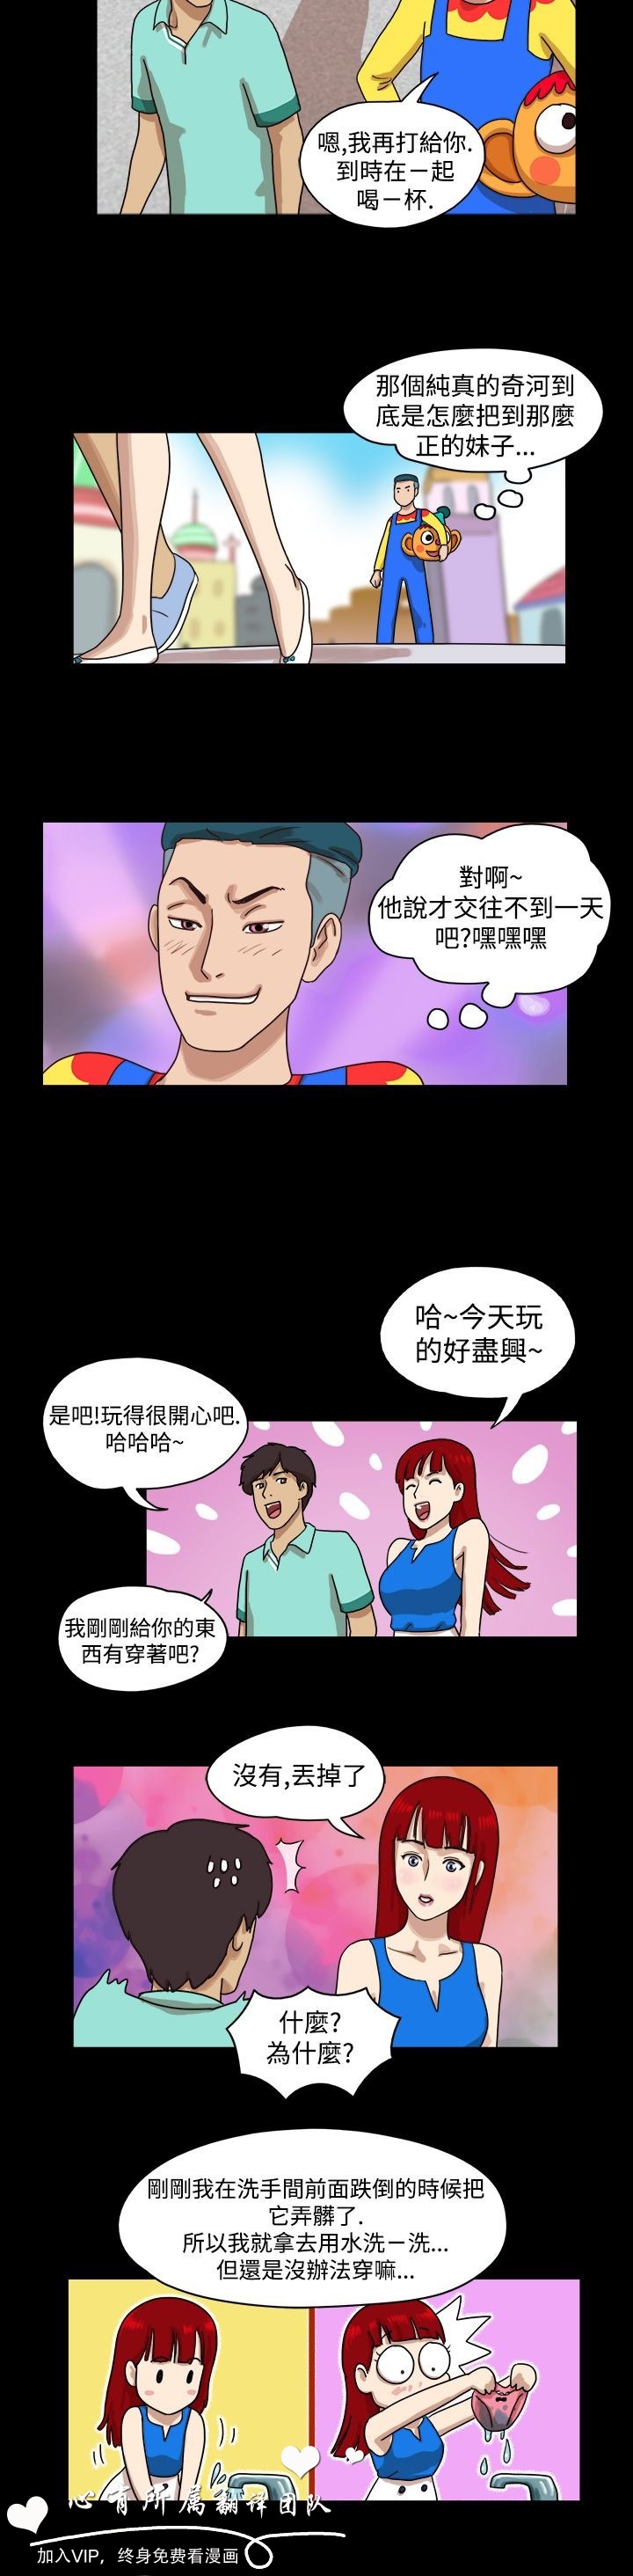 嗯,我再打給你.
到時在一起
喝一杯.
那個純真的奇河到
底是怎麼把到那麼
正的妹子...
對啊~
他說才交往不到一天
吧?嘿嘿嘿
哈~今天玩
的好盡興~
是吧!玩得很開心吧.
哈哈哈~
我剛剛給你的東
西有穿著吧?
沒有,丟掉了
什麼?
為什麼?
剛剛我在洗手間前面跌倒的時候把
它弄髒了.
所以我就拿去用水洗一洗...
但還是沒辦法穿嘛...
心有所属翻译团队
加入VIP，终身免费看漫画